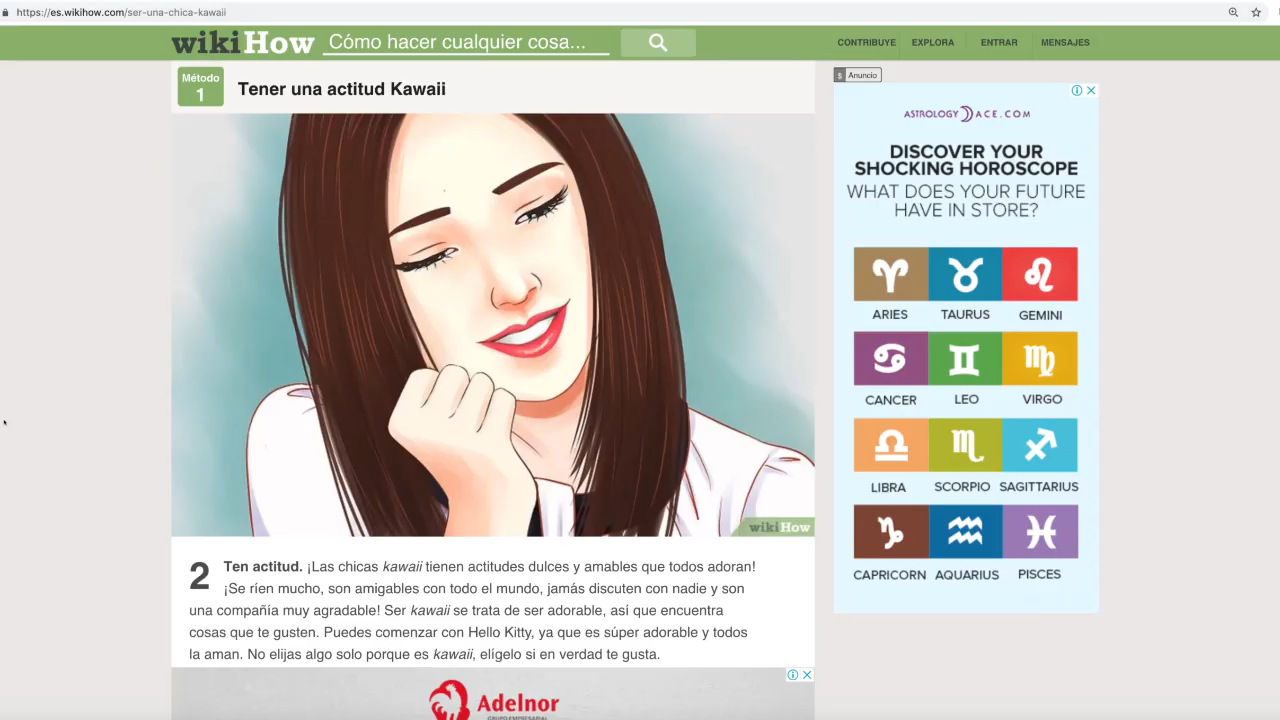 https://es.wikihow.com/ser-una-chica-kawaii
wikiHow
Cómo hacer cualquier cosa...
CONTRIBUYE EXPLORA ENTRAR MENSAJES
Método
1
Tener una actitud Kawaii
wikiHow
2
Ten actitud. ¡Las chicas kawaii tienen actitudes dulces y amables que todos adoran!
¡Se ríen mucho, son amigables con todo el mundo, jamás discuten con nadie y son
una compañía muy agradable! Ser kawaii se trata de ser adorable, así que encuentra
cosas que te gusten. Puedes comenzar con Hello Kitty, ya que es súper adorable y todos
la aman. No elijas algo solo porque es kawaii, elígelo si en verdad te gusta.
Adelnor
GRUPO EMPRESARIAL
$ Anuncio
ASTROLOGY ACE.COM
DISCOVER YOUR
SHOCKING HOROSCOPE
WHAT DOES YOUR FUTURE
HAVE IN STORE?
ARIES TAURUS GEMINI
CANCER LEO VIRGO
LIBRA SCORPIO SAGITTARIUS
CAPRICORN AQUARIUS PISCES